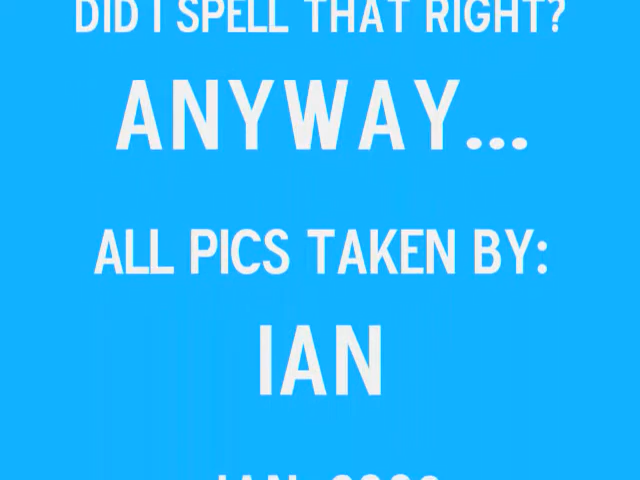 DID I SPELL THAT RIGHT?
ANYWAY...
ALL PICS TAKEN BY:
IAN